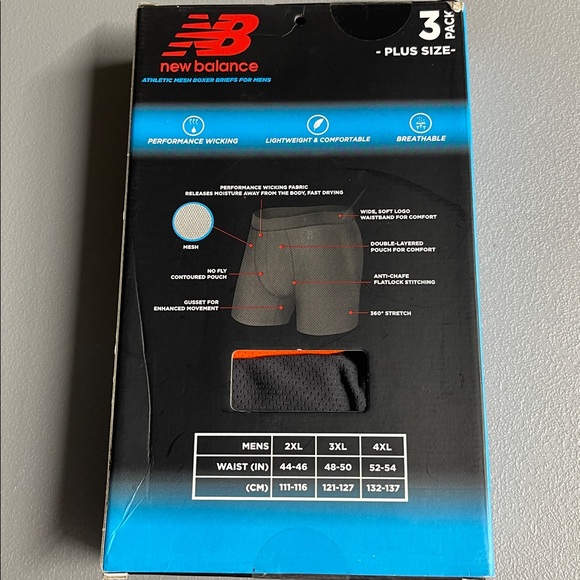 NB
new balance
ATHLETIC MESH BOXER BRIEFS FOR MENS
3 PACK
- PLUS SIZE-
PERFORMANCE WICKING
LIGHTWEIGHT & COMFORTABLE
BREATHABLE
PERFORMANCE WICKING FABRIC
RELEASES MOISTURE AWAY FROM THE BODY, FAST DRYING
WIDE, SOFT LOGO
WAISTBAND FOR COMFORT
MESH
DOUBLE-LAYERED
POUCH FOR COMFORT
NO FLY
CONTOURED POUCH
ANTI-CHAFE
FLATLOCK STITCHING
GUSSET FOR
ENHANCED MOVEMENT
360° STRETCH
MENS 2XL 3XL 4XL
WAIST (IN) 44-46 48-50 52-54
(CM) 111-116 121-127 132-137